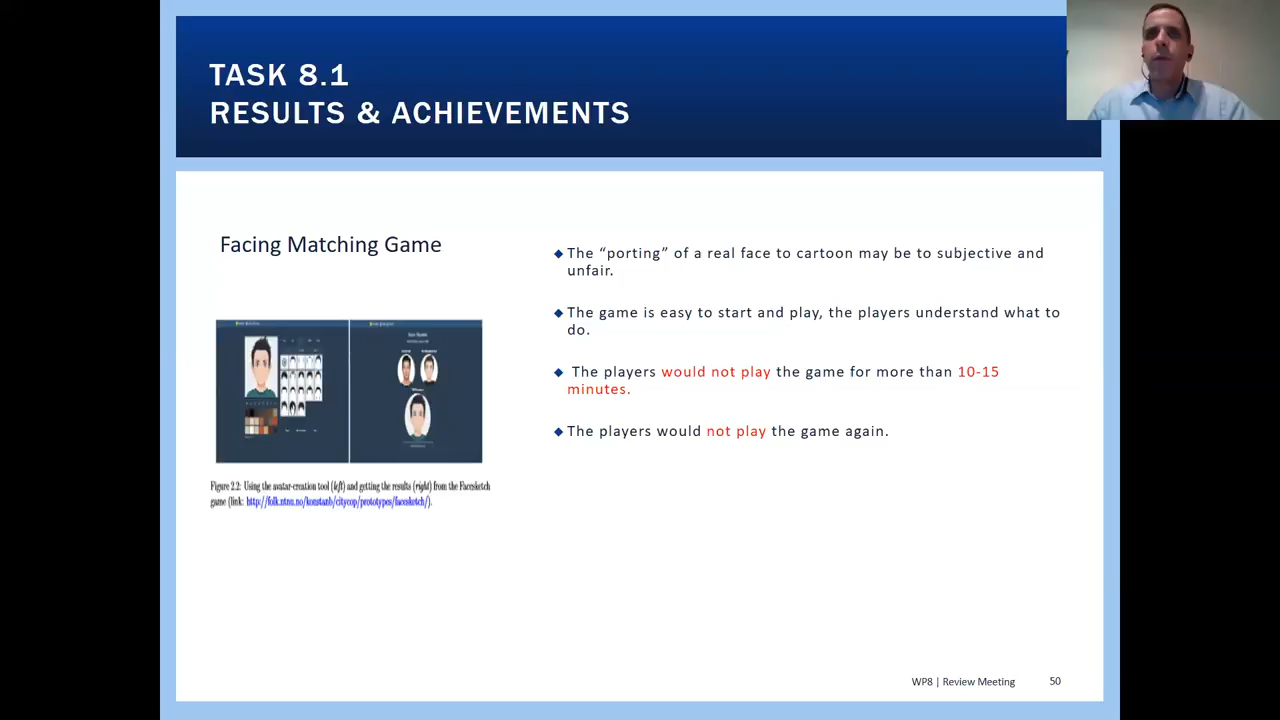 TASK 8.1
RESULTS & ACHIEVEMENTS
Facing Matching Game
◆ The “porting” of a real face to cartoon may be to subjective and
unfair.
◆ The game is easy to start and play, the players understand what to
do.
◆ The players would not play the game for more than 10-15
minutes.
◆ The players would not play the game again.
Figure 2.2: Using the avatar-creation tool (left) and getting the results (right) from the Facesketch
game (link: http://folk.ntnu.no/konstanb/citycop/prototypes/facesketch/).
WP8 | Review Meeting 50